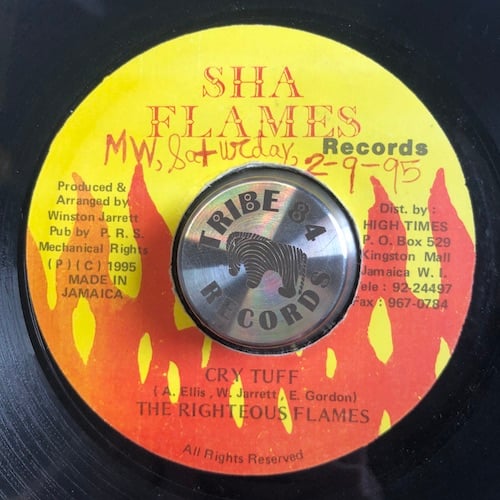 SHA
FLAMES
Records
MW, Saturday, 2-9-95
Produced &
Arranged by
Winston Jarrett
Pub by P. R. S.
Mechanical Rights
(P) (C) 1995
MADE IN
JAMAICA
TRIBE 84
RECORDS
Dist. by :
HIGH TIMES
P. O. Box 529
Kingston Mall
Jamaica W. I.
Tele : 92-24497
Fax : 967-0784
CRY TUFF
( A. Ellis , W. Jarrett , E. Gordon)
THE RIGHTEOUS FLAMES
All Rights Reserved